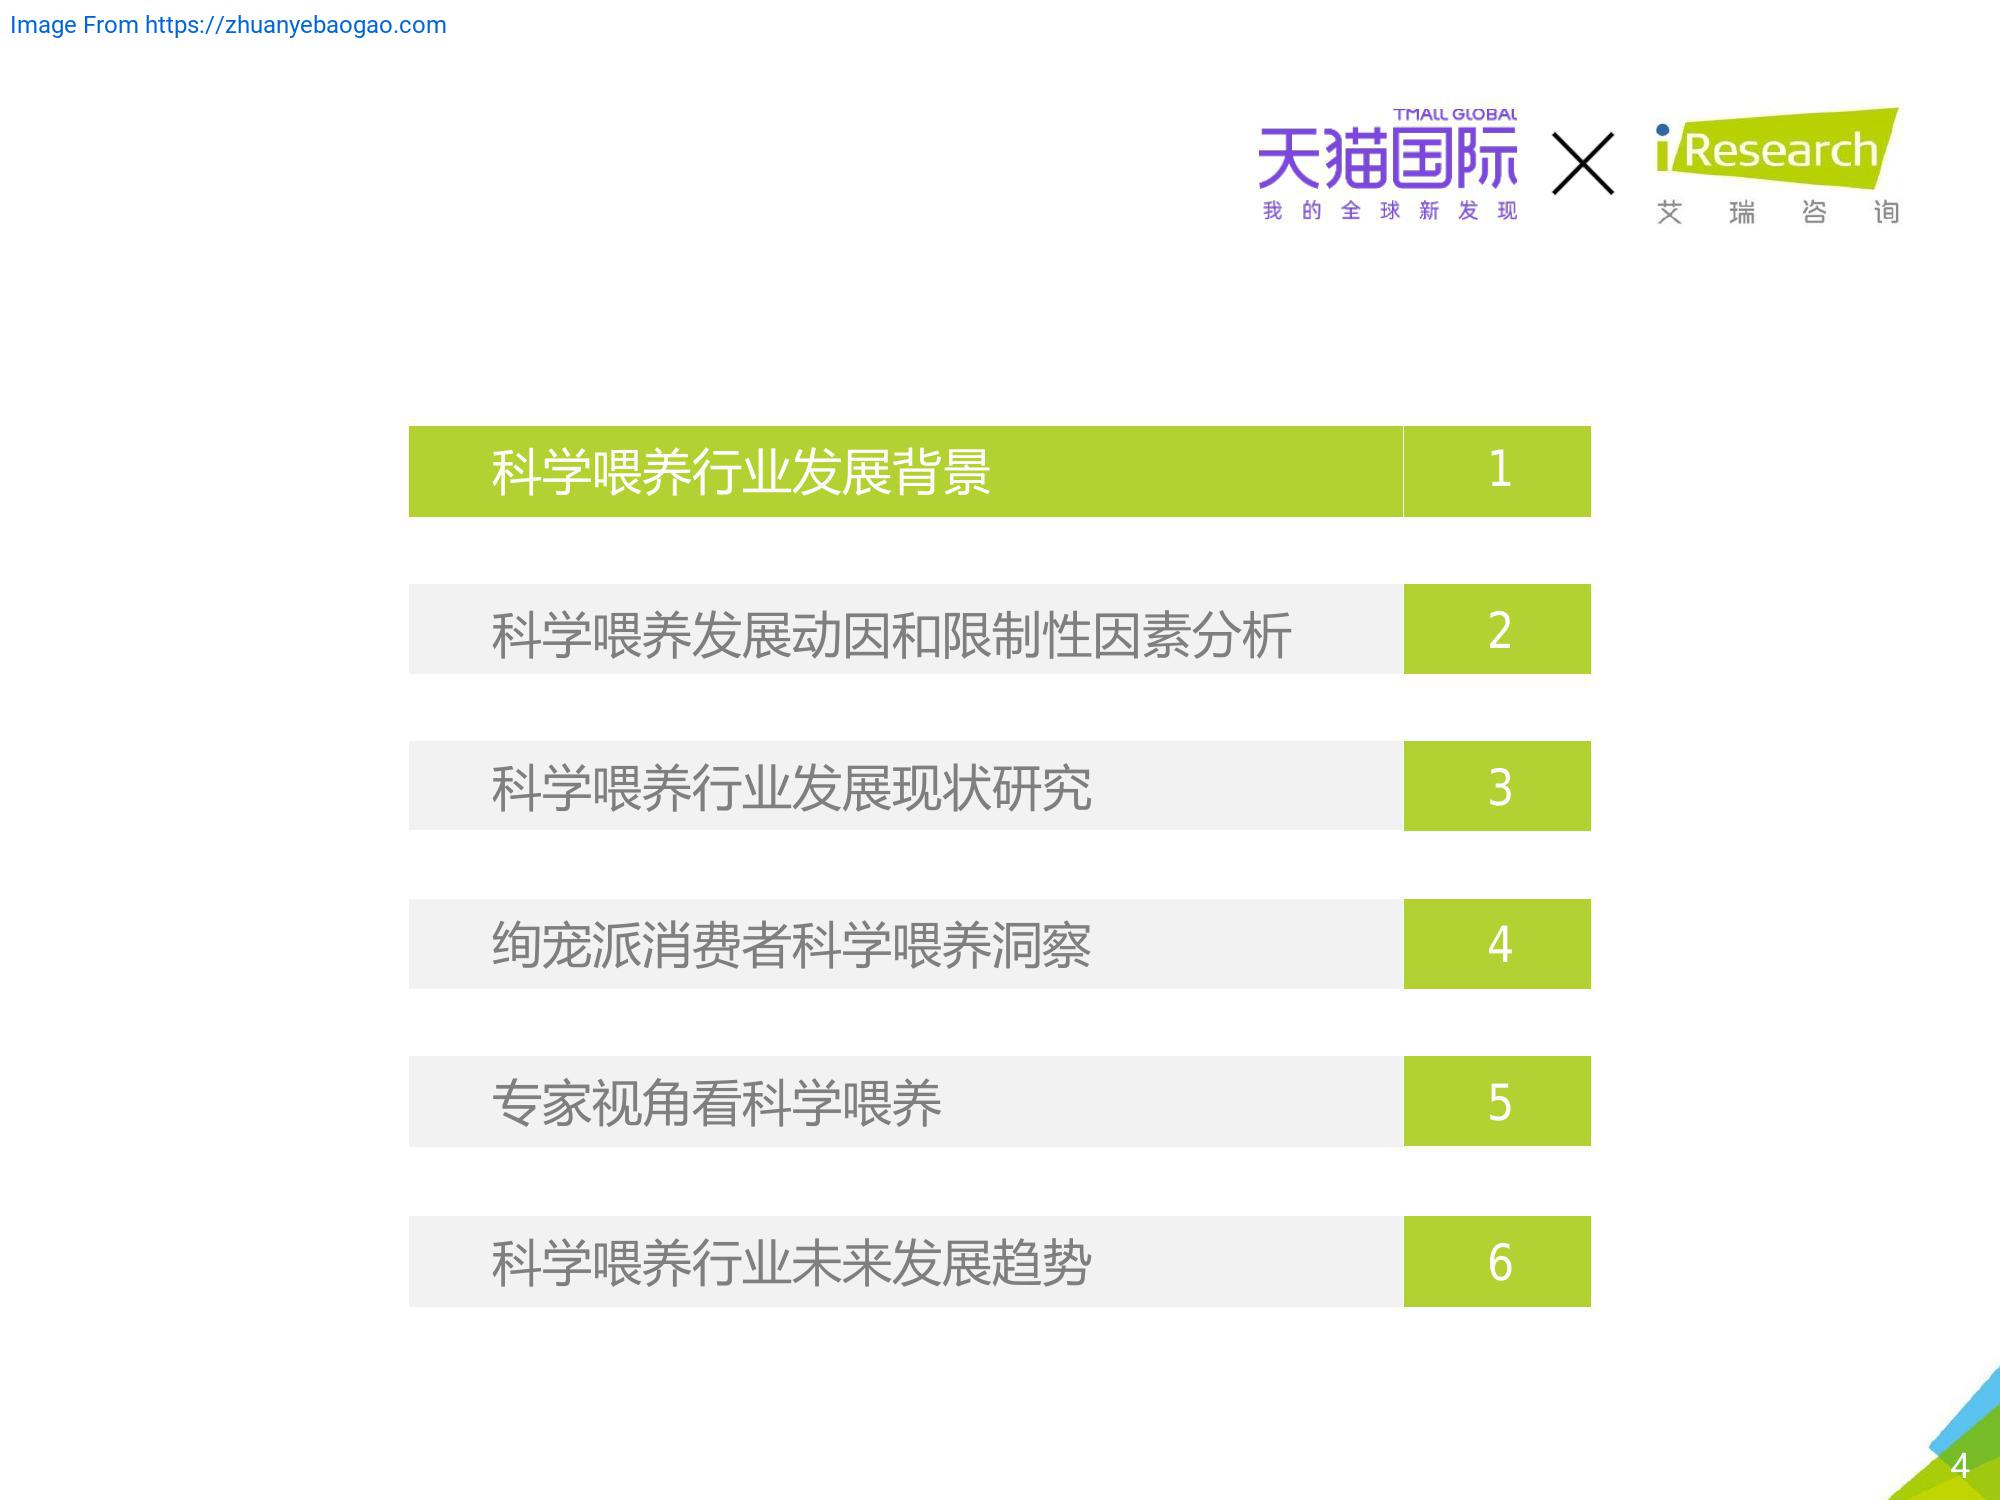 Image From https://zhuanyebaogao.com
TMALL GLOBAL
天猫国际
我的全球新发现
iResearch
艾瑞咨询
科学喂养行业发展背景 1
科学喂养发展动因和限制性因素分析 2
科学喂养行业发展现状研究 3
绚宠派消费者科学喂养洞察 4
专家视角看科学喂养 5
科学喂养行业未来发展趋势 6
4